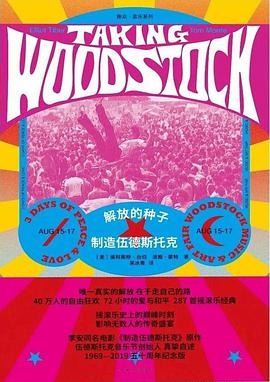 TAKING
Elliot Tiber
Tom Monte
WOODSTOCK
解放的种子
制造伍德斯托克
3 DAYS OF PEACE & LOVE
AUG 15-17
WOODSTOCK MUSIC & ART FAIR
AUG 15-17
唯一真实的解放 在于走自己的路
40 万人的自由狂欢 72 小时的爱与和平 287 首摇滚乐经典
摇滚乐史上的巅峰时刻
影响无数人的传奇盛宴
李安同名电影《制造伍德斯托克》原作
伍德斯托克音乐节创始人 真挚自述
1969—2019 五十周年纪念版